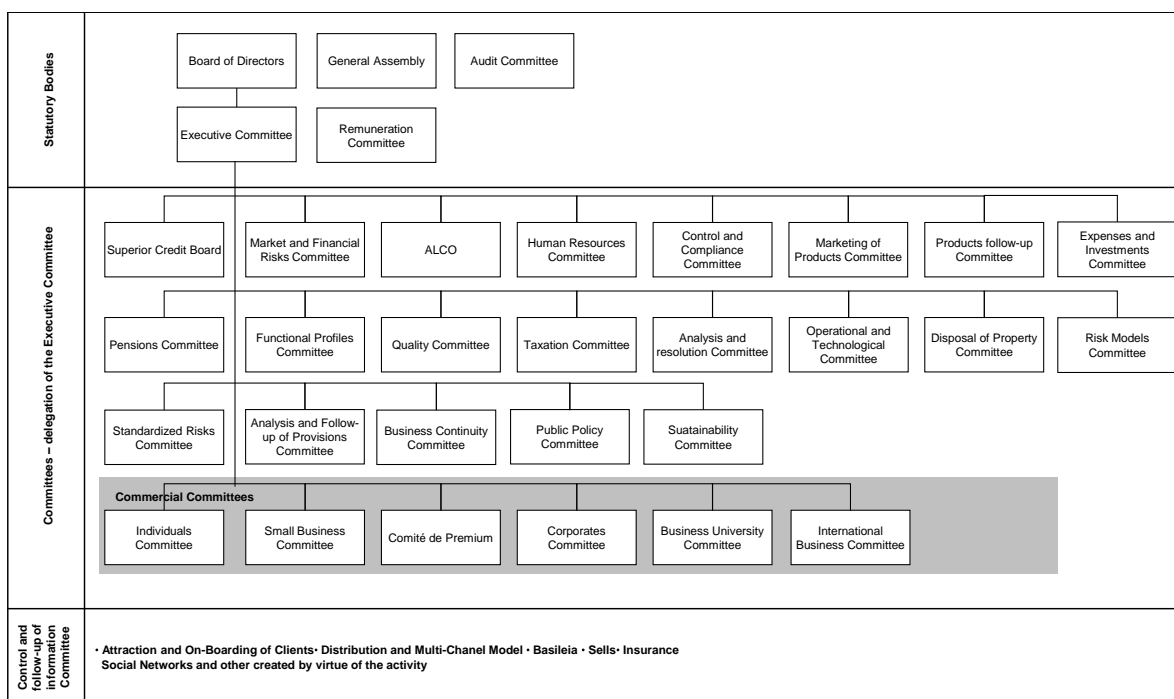 Statutory Bodies
Board of Directors
General Assembly
Audit Committee
Executive Committee
Remuneration
Committee
Committees – delegation of the Executive Committee
Superior Credit Board
Market and Financial
Risks Committee
ALCO
Human Resources
Committee
Control and
Compliance
Committee
Marketing of
Products Committee
Products follow-up
Committee
Expenses and
Investments
Committee
Pensions Committee
Functional Profiles
Committee
Quality Committee
Taxation Committee
Analysis and
resolution Committee
Operational and
Technological
Committee
Disposal of Property
Committee
Risk Models
Committee
Standardized Risks
Committee
Analysis and Follow-
up of Provisions
Committee
Business Continuity
Committee
Public Policy
Committee
Suatainability
Committee
Commercial Committees
Individuals
Committee
Small Business
Committee
Comité de Premium
Corporates
Committee
Business University
Committee
International
Business Committee
Control and
follow-up of
information
Committee
• Attraction and On-Boarding of Clients• Distribution and Multi-Chanel Model • Basileia • Sells• Insurance
Social Networks and other created by virtue of the activity